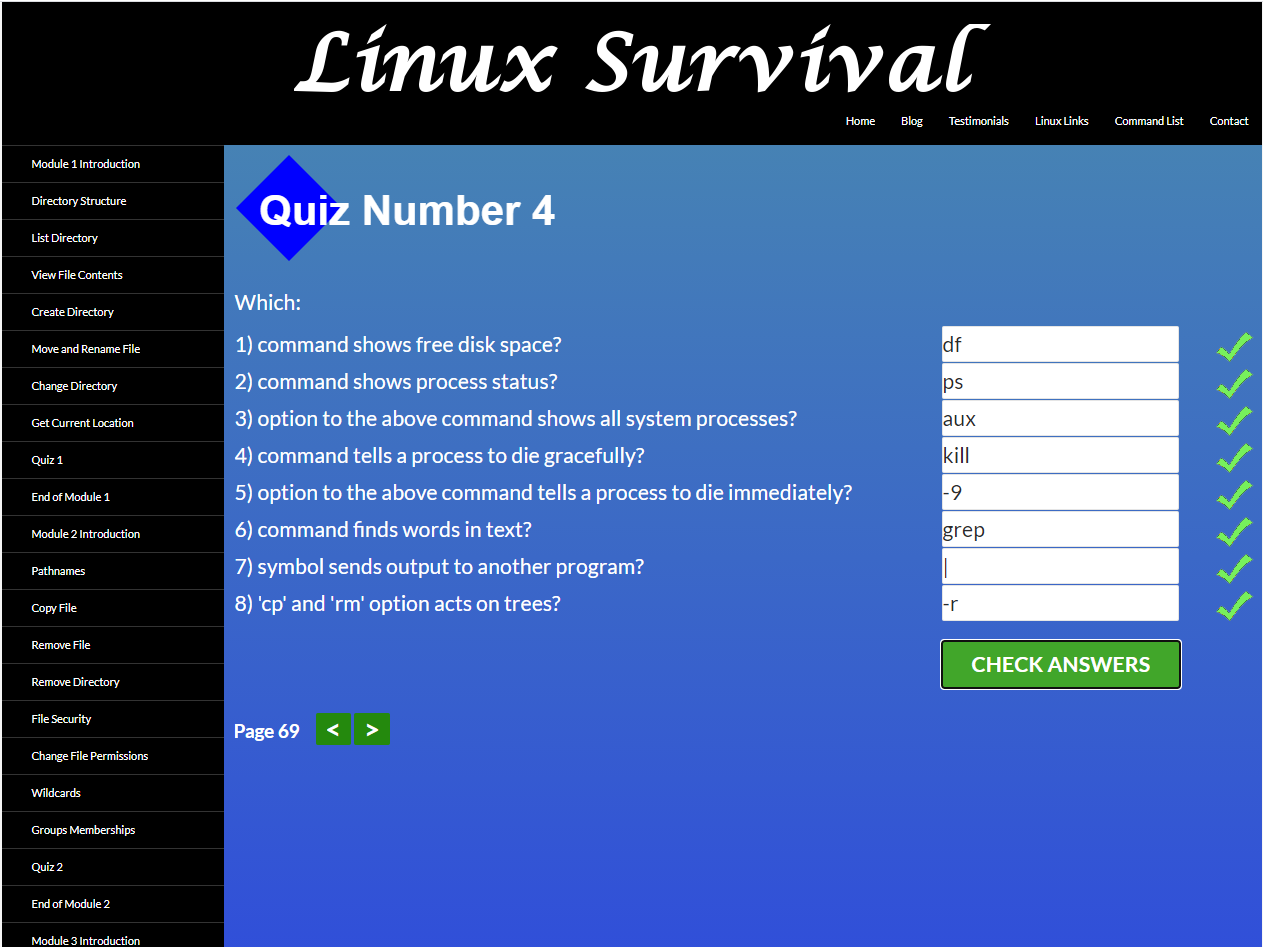 Linux Survival
Home Blog Testimonials Linux Links Command List Contact
Module 1 Introduction
Directory Structure
List Directory
View File Contents
Create Directory
Move and Rename File
Change Directory
Get Current Location
Quiz 1
End of Module 1
Module 2 Introduction
Pathnames
Copy File
Remove File
Remove Directory
File Security
Change File Permissions
Wildcards
Groups Memberships
Quiz 2
End of Module 2
Module 3 Introduction
Quiz Number 4
Which:
1) command shows free disk space? df
2) command shows process status? ps
3) option to the above command shows all system processes? aux
4) command tells a process to die gracefully? kill
5) option to the above command tells a process to die immediately? -9
6) command finds words in text? grep
7) symbol sends output to another program? |
8) 'cp' and 'rm' option acts on trees? -r
CHECK ANSWERS
Page 69 < >